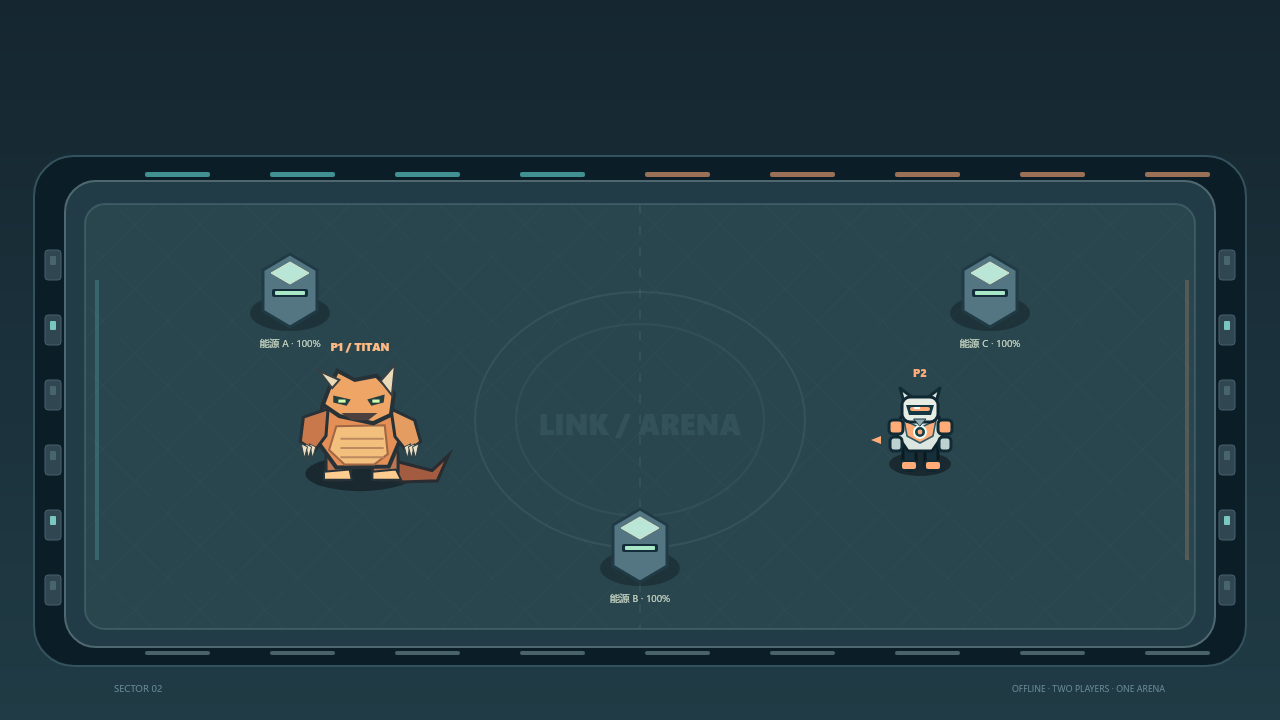 能源 A · 100%
能源 C · 100%
P1 / TITAN
P2
LINK / ARENA
能源 B · 100%
SECTOR 02
OFFLINE · TWO PLAYERS · ONE ARENA